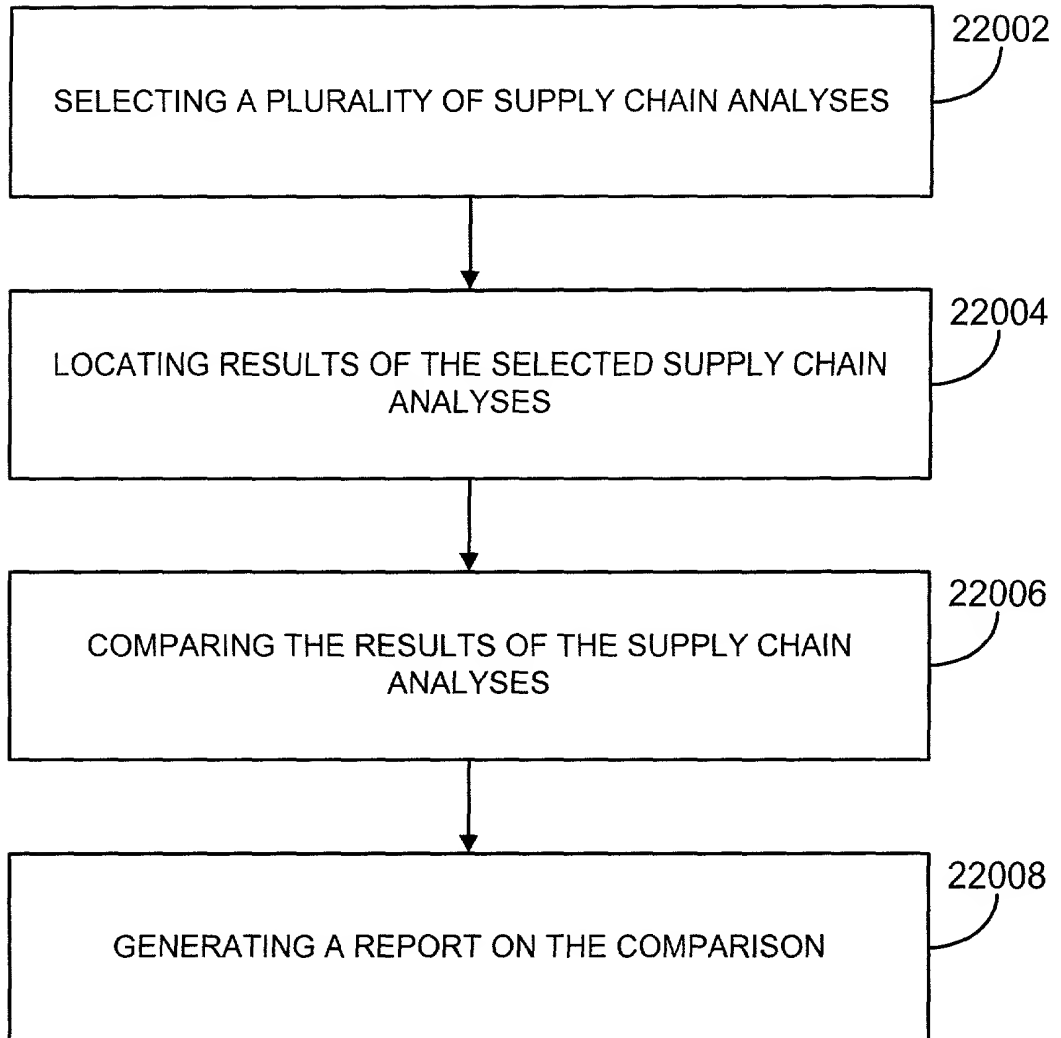 22002
SELECTING A PLURALITY OF SUPPLY CHAIN ANALYSES
22004
LOCATING RESULTS OF THE SELECTED SUPPLY CHAIN
ANALYSES
22006
COMPARING THE RESULTS OF THE SUPPLY CHAIN
ANALYSES
22008
GENERATING A REPORT ON THE COMPARISON